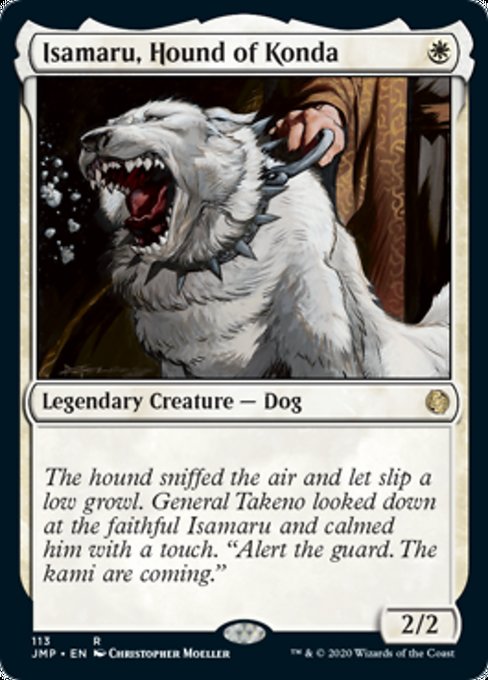 Isamaru, Hound of Konda
Legendary Creature — Dog
The hound sniffed the air and let slip a
low growl. General Takeno looked down
at the faithful Isamaru and calmed
him with a touch. “Alert the guard. The
kami are coming.”
2/2
113 R
JMP • EN Christopher Moeller
™ & © 2020 Wizards of the Coast